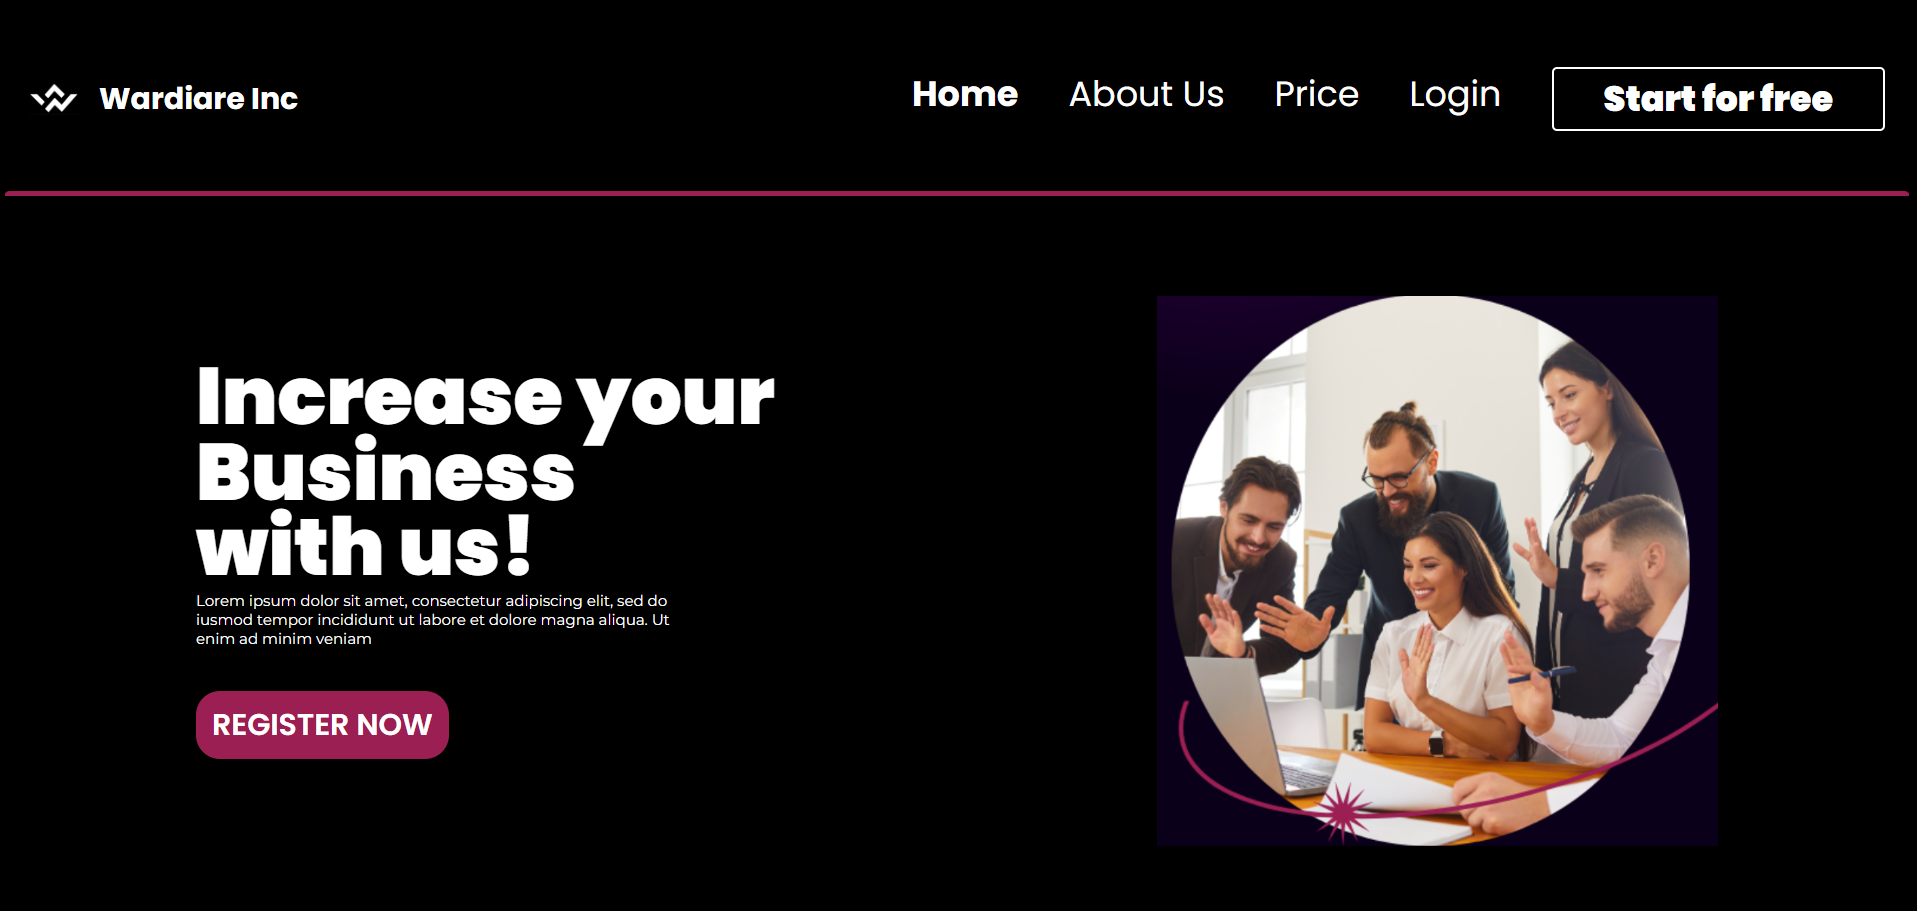 Wardiare Inc
Home About Us Price Login Start for free
Increase your
Business
with us!
Lorem ipsum dolor sit amet, consectetur adipiscing elit, sed do
iusmod tempor incididunt ut labore et dolore magna aliqua. Ut
enim ad minim veniam
REGISTER NOW